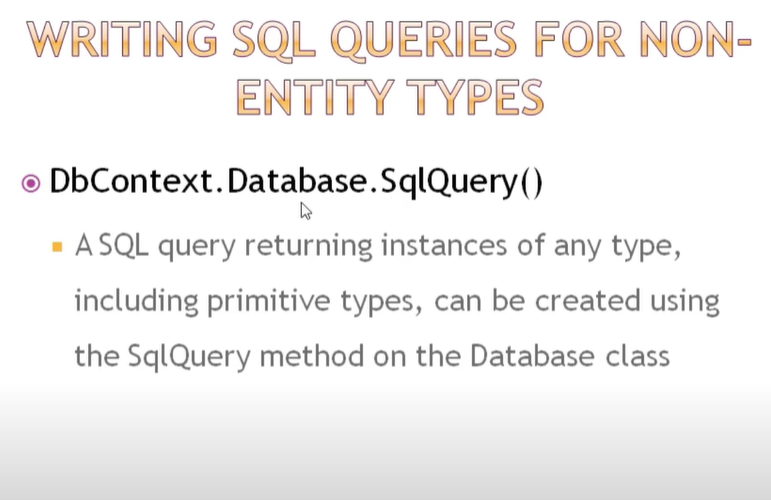 WRITING SQL QUERIES FOR NON-
ENTITY TYPES
DbContext.Database.SqlQuery()
A SQL query returning instances of any type,
including primitive types, can be created using
the SqlQuery method on the Database class